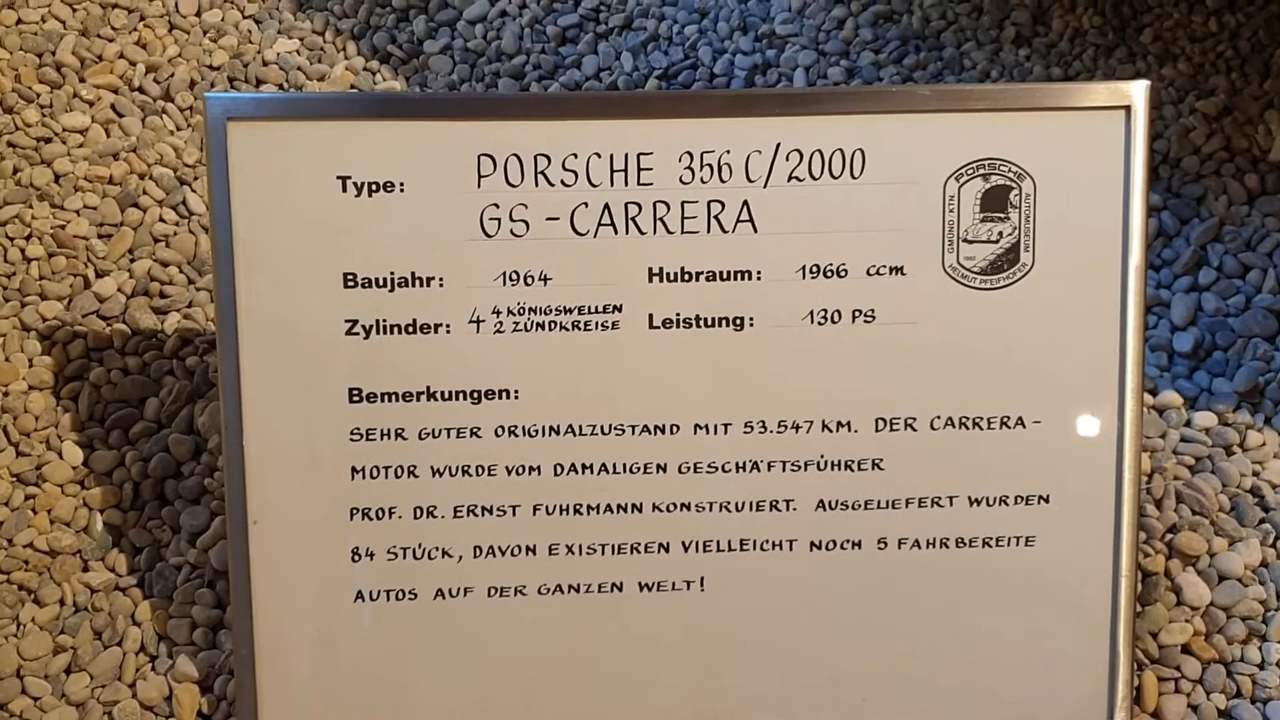 Type: PORSCHE 356 C/2000
GS-CARRERA
Baujahr: 1964 Hubraum: 1966 ccm
Zylinder: 4 4 KÖNIGSWELLEN
2 ZÜNDKREISE Leistung: 130 PS
Bemerkungen:
SEHR GUTER ORIGINALZUSTAND MIT 53.547 KM. DER CARRERA-
MOTOR WURDE VOM DAMALIGEN GESCHÄFTSFÜHRER
PROF. DR. ERNST FUHRMANN KONSTRUIERT. AUSGELIEFERT WURDEN
84 STÜCK, DAVON EXISTIEREN VIELLEICHT NOCH 5 FAHRBEREITE
AUTOS AUF DER GANZEN WELT!
PORSCHE
GMÜND/KTN.
AUTOMUSEUM
HELMUT PFEIFHOFER